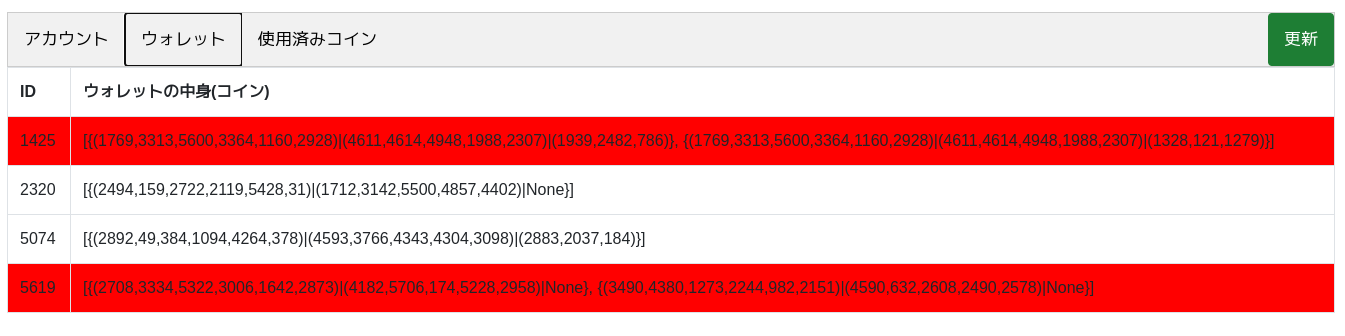 アカウント ウォレット 使用済みコイン 更新
ID ウォレットの中身(コイン)
1425 [{(1769,3313,5600,3364,1160,2928)|(4611,4614,4948,1988,2307)|(1939,2482,786)}, {(1769,3313,5600,3364,1160,2928)|(4611,4614,4948,1988,2307)|(1328,121,1279)}]
2320 [{(2494,159,2722,2119,5428,31)|(1712,3142,5500,4857,4402)|None}]
5074 [{(2892,49,384,1094,4264,378)|(4593,3766,4343,4304,3098)|(2883,2037,184)}]
5619 [{(2708,3334,5322,3006,1642,2873)|(4182,5706,174,5228,2958)|None}, {(3490,4380,1273,2244,982,2151)|(4590,632,2608,2490,2578)|None}]